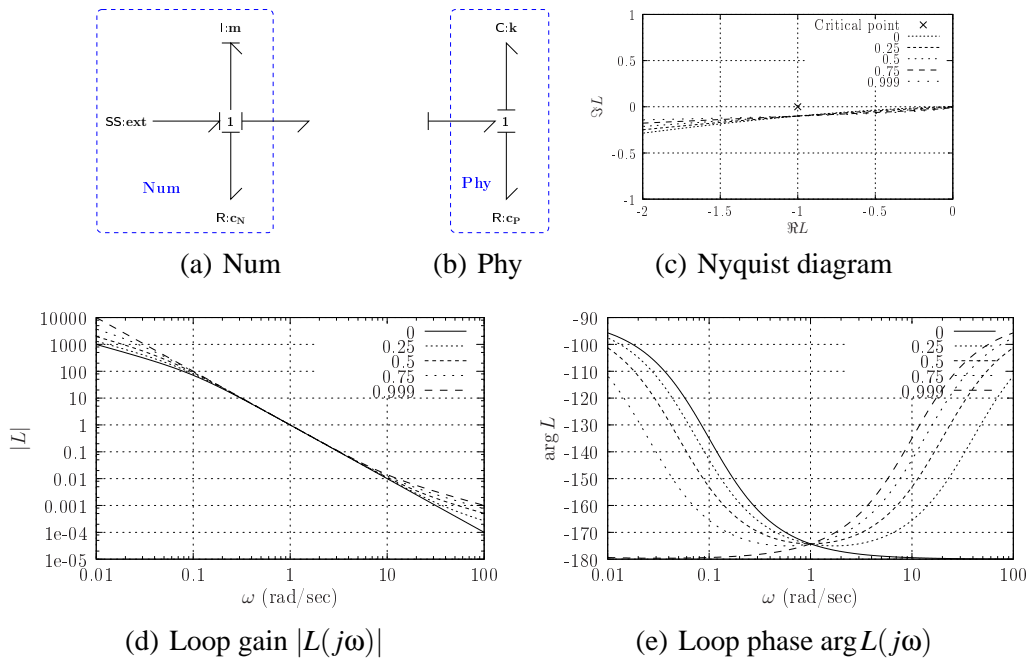 I:m
SS:ext
1
Num
R:c_N
(a) Num
C:k
1
Phy
R:c_P
(b) Phy
Critical point
0
0.25
0.5
0.75
0.999
1
0.5
0
-0.5
-1
ℑL
-2
-1.5
-1
-0.5
0
ℜL
(c) Nyquist diagram
10000
1000
100
10
1
0.1
0.01
0.001
1e-04
1e-05
|L|
0
0.25
0.5
0.75
0.999
0.01
0.1
1
10
100
ω (rad/sec)
(d) Loop gain |L(jω)|
-90
-100
-110
-120
-130
-140
-150
-160
-170
-180
arg L
0
0.25
0.5
0.75
0.999
0.01
0.1
1
10
100
ω (rad/sec)
(e) Loop phase arg L(jω)